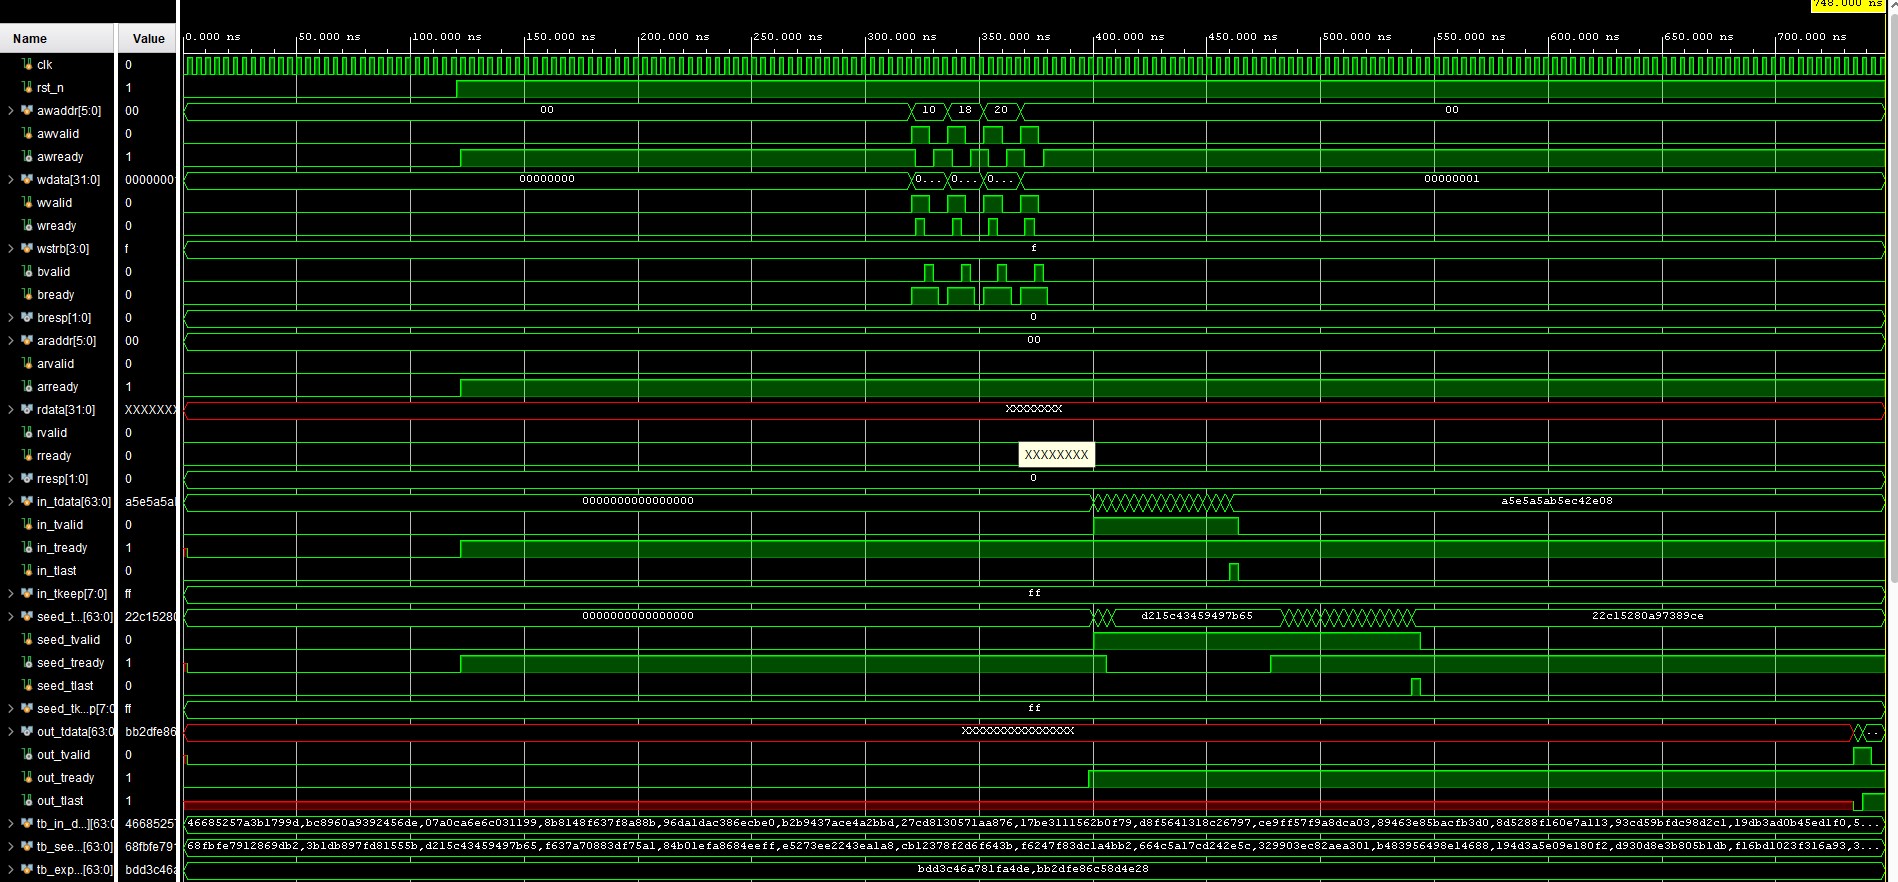 748.000 ns
Name Value 0.000 ns 50.000 ns 100.000 ns 150.000 ns 200.000 ns 250.000 ns 300.000 ns 350.000 ns 400.000 ns 450.000 ns 500.000 ns 550.000 ns 600.000 ns 650.000 ns 700.000 ns
clk 0
rst_n 1
awaddr[5:0] 00 00 10 18 20 00
awvalid 0
awready 1
wdata[31:0] 0000000 00000000 0... 0... 0... 00000001
wvalid 0
wready 0
wstrb[3:0] f f
bvalid 0
bready 0
bresp[1:0] 0 0
araddr[5:0] 00 00
arvalid 0
arready 1
rdata[31:0] XXXXXXX XXXXXXXX
rvalid 0
rready 0 XXXXXXXX
rresp[1:0] 0 0
in_tdata[63:0] a5e5a5a 0000000000000000 a5e5a5ab5ec42e08
in_tvalid 0
in_tready 1
in_tlast 0
in_tkeep[7:0] ff ff
seed_t...[63:0] 22c1528 0000000000000000 d215c43459497b65 22c15280a97389ce
seed_tvalid 0
seed_tready 1
seed_tlast 0
seed_tk...p[7:0 ff ff
out_tdata[63:0 bb2dfe86 XXXXXXXXXXXXXXXX ..
out_tvalid 0
out_tready 1
out_tlast 1
tb_in_d...][63:0 4668525 46685257a3b1799d,bc8960a9392456de,07a0ca6e6c031199,8b8148f637f8a88b,96da1dac386ecbe0,b2b9437ace4a2bbd,27cd8130571aa876,17be3111562b0f79,d8f5641318c26797,ce9ff57f9a8dca03,89463e85bacfb3d0,8d5288f160e7a113,93cd59bfdc98d2c1,19db3ad0b45ed1f0,5...
tb_see...[63:0] 68fbfe79 68fbfe7912869db2,3b1db897fd81555b,d215c43459497b65,f637a70883df75a1,84b01efa8684eeff,e5273ee2243ea1a8,cb12378f2d6f643b,f6247f83dc1a4bb2,664c5a17cd242e5c,329903ec82aea301,b483956498e14688,194d3a5e09e180f2,d930d8e3b805b1db,f16bd1023f316a93,3...
tb_exp...[63:0] bdd3c46 bdd3c46a781fa4de,bb2dfe86c58d4e28